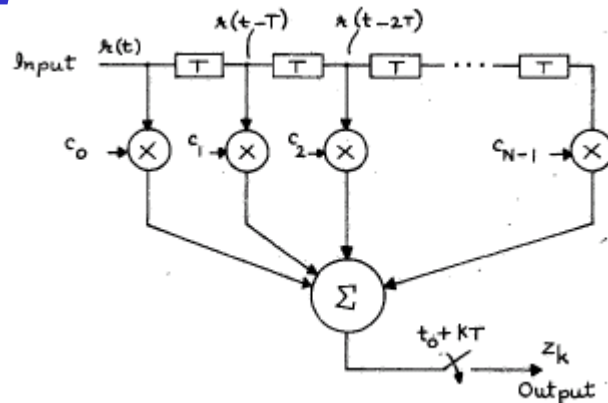 r(t-T) r(t-2T)
r(t)
Input T T T ... T
C0 × C1 × C2 × CN-1 ×
Σ
t0+KT
Zk
Output